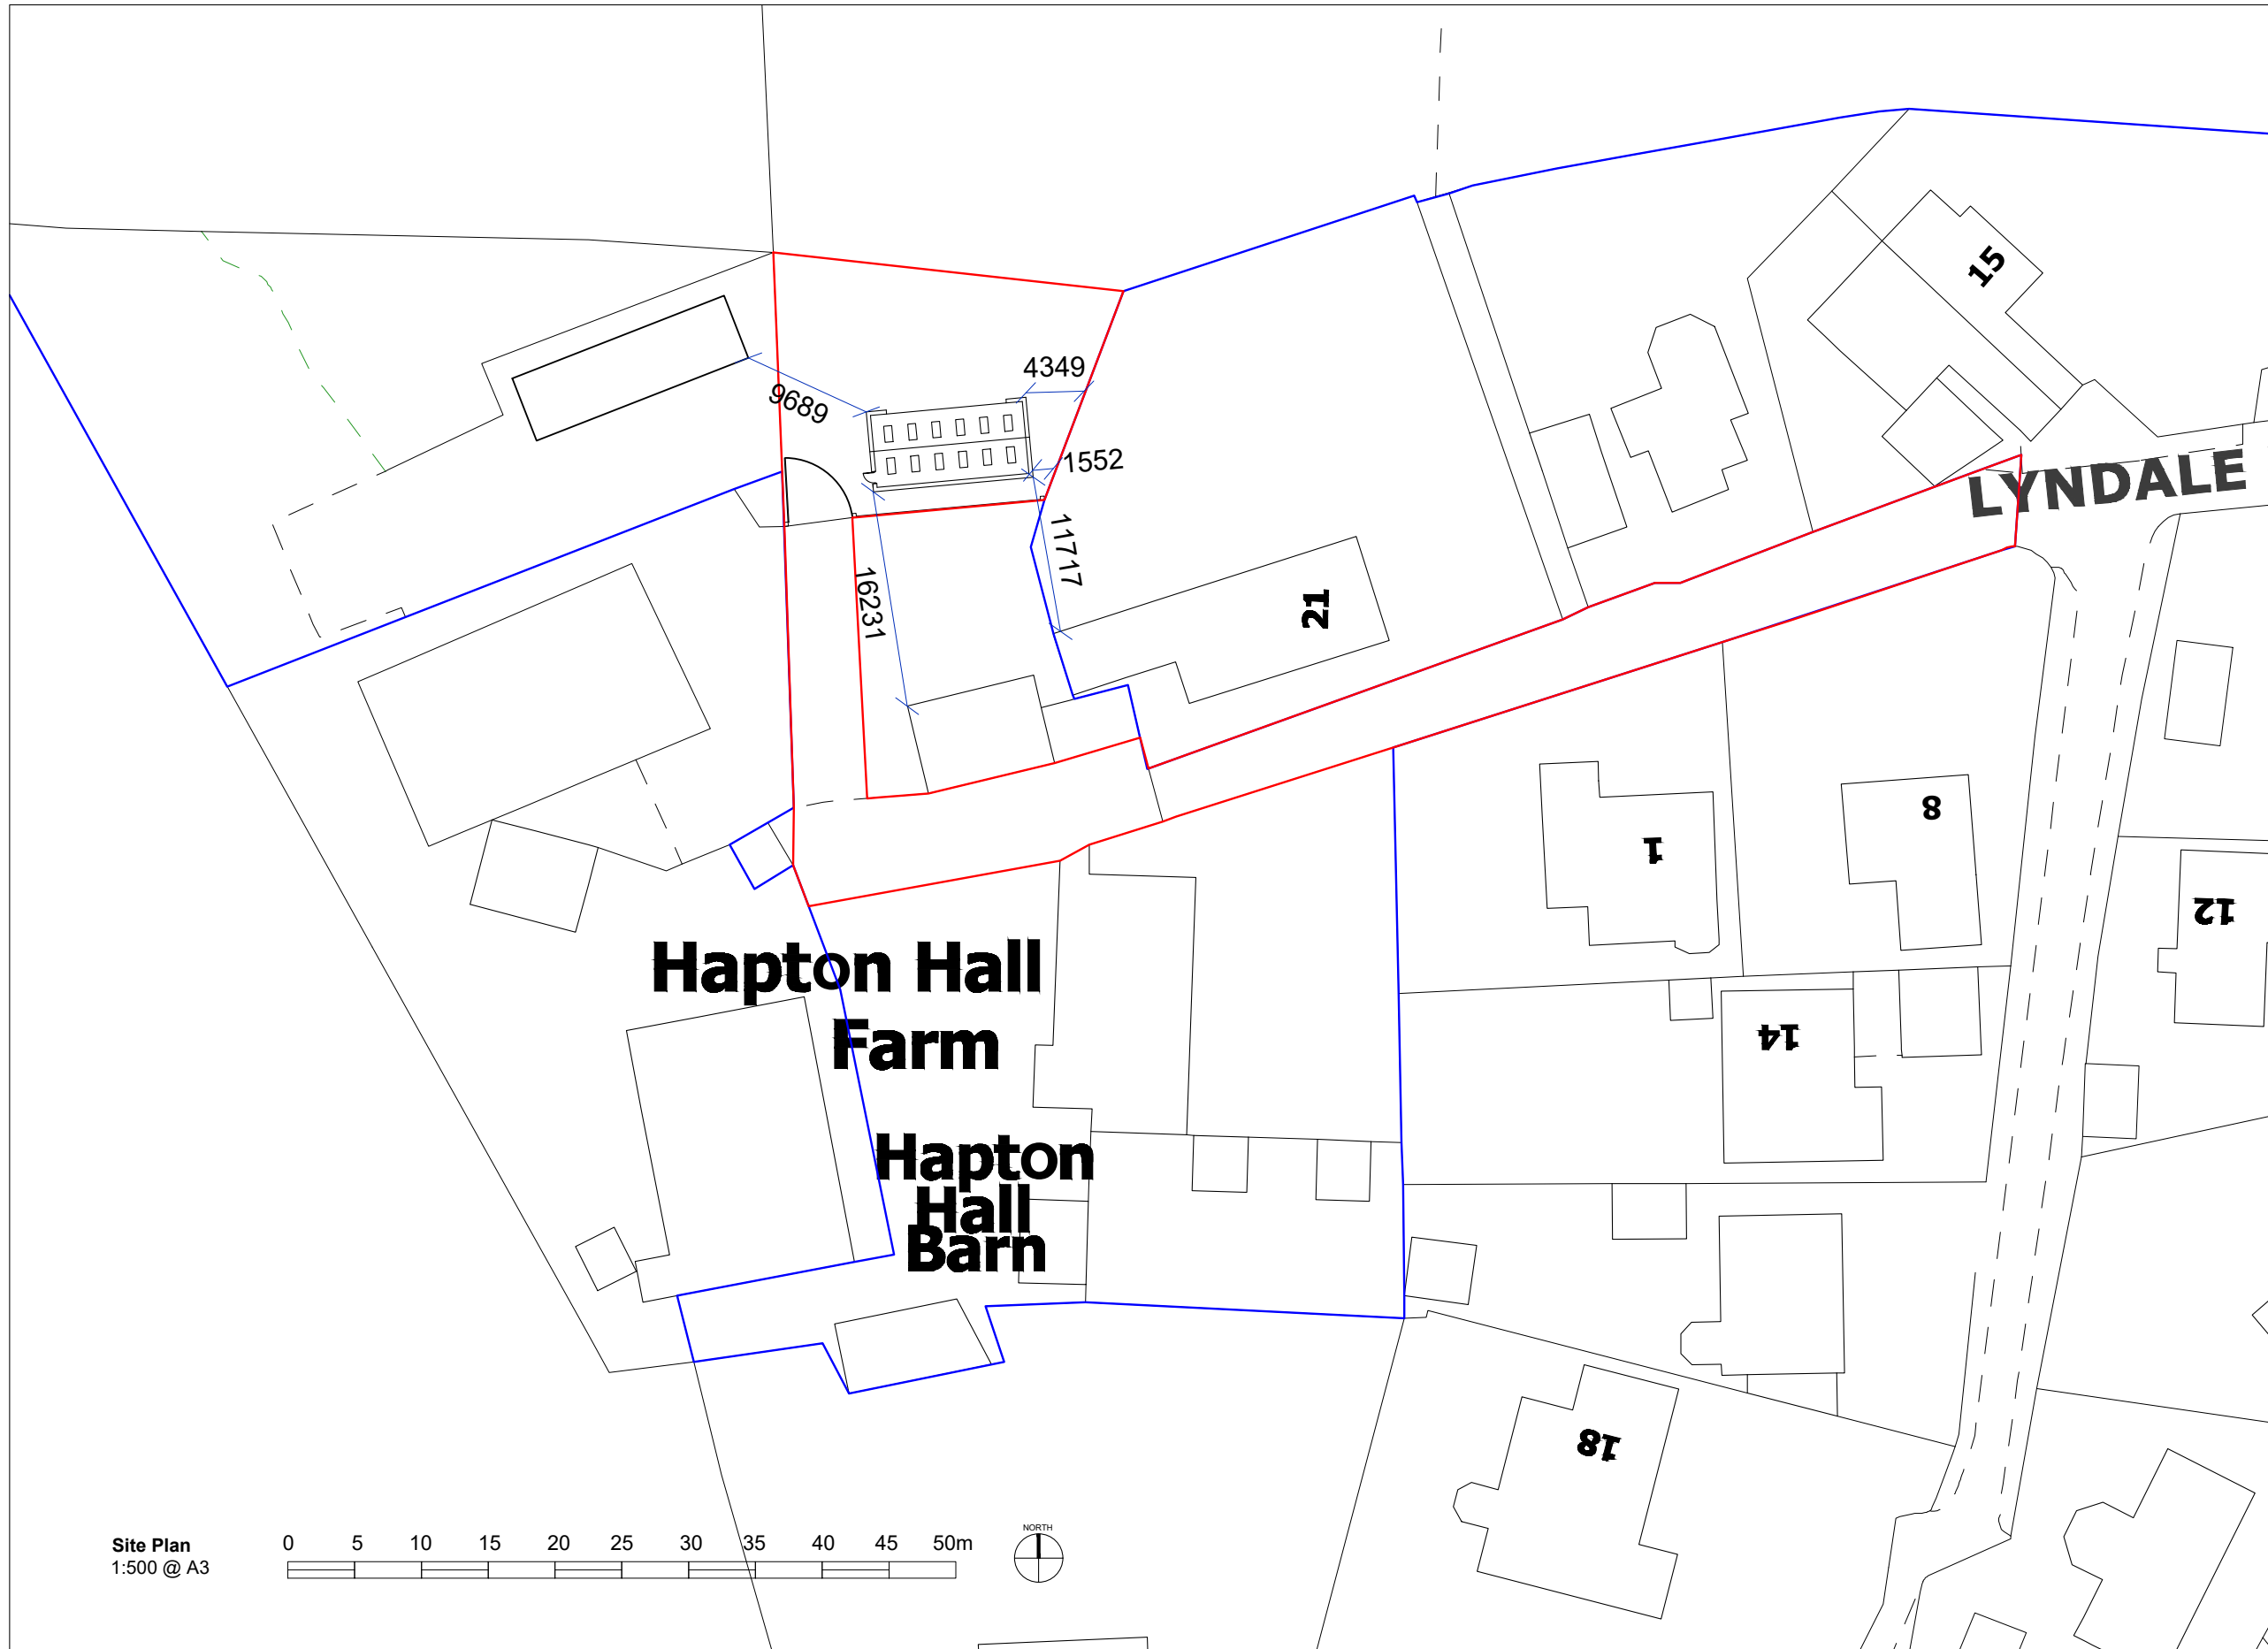 15
4349
9689
1552
LYNDALE
11717
16231
21
8
1
12
Hapton Hall
Farm
14
Hapton
Hall
Barn
18
NORTH
Site Plan
1:500 @ A3
0 5 10 15 20 25 30 35 40 45 50m